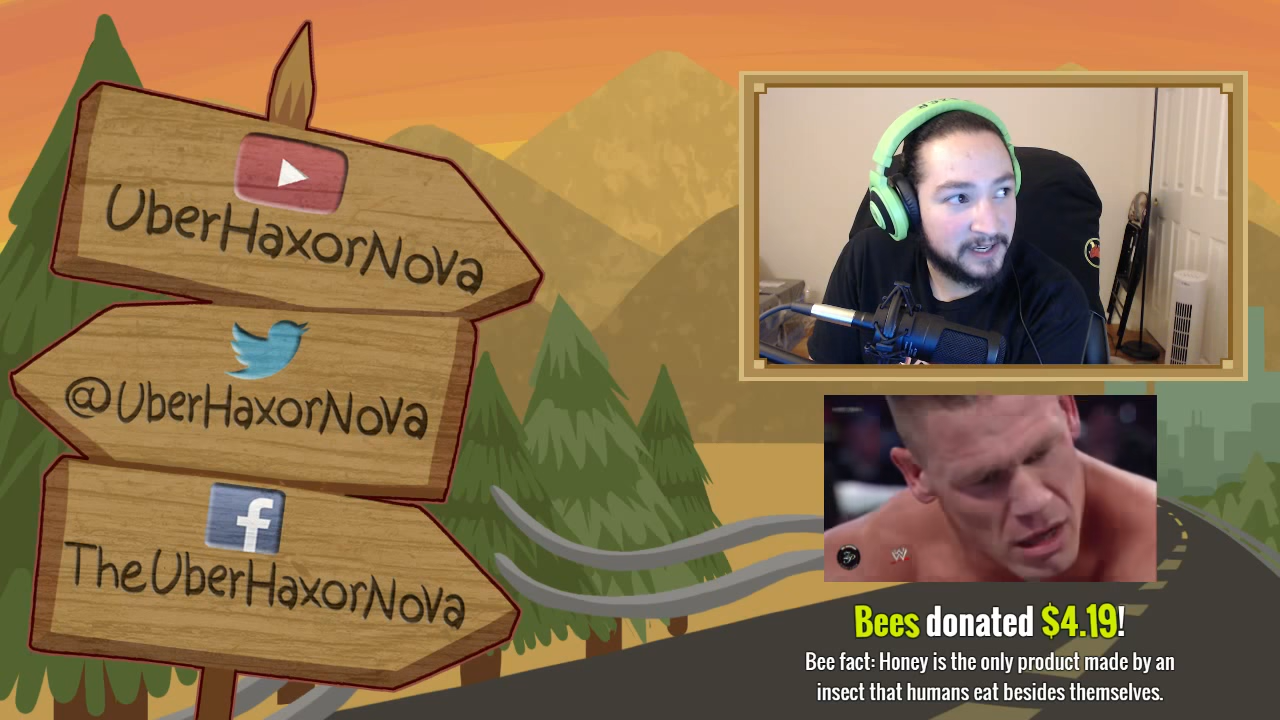 UberHaxorNova
@UberHaxorNova
TheUberHaxorNova
Bees donated $4.19!
Bee fact: Honey is the only product made by an
insect that humans eat besides themselves.